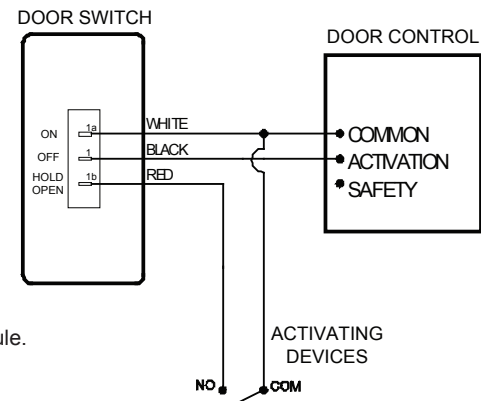 DOOR SWITCH
DOOR CONTROL
ON
1a
WHITE
COMMON
OFF
1
BLACK
ACTIVATION
HOLD
OPEN
1b
RED
SAFETY
ule.
ACTIVATING
DEVICES
NO
COM